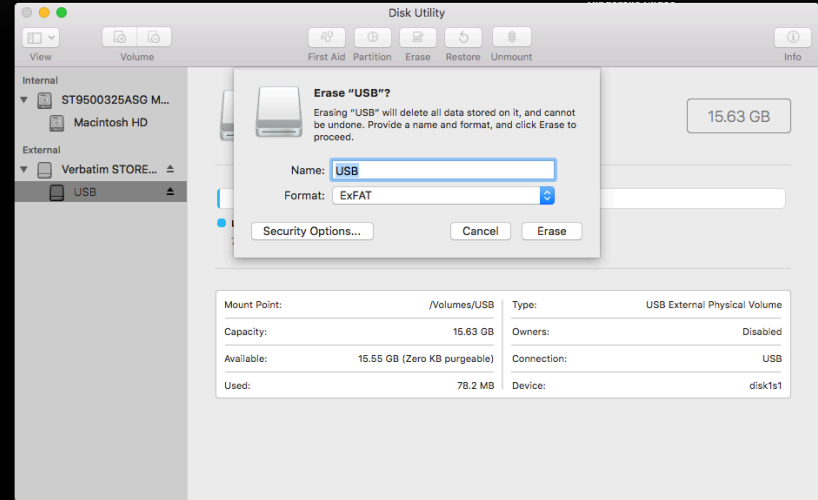 Disk Utility
View
Volume
First Aid
Partition
Erase
Restore
Unmount
Info
Internal
ST9500325ASG M...
Macintosh HD
External
Verbatim STORE...
USB
Erase “USB”?
Erasing “USB” will delete all data stored on it, and cannot
be undone. Provide a name and format, and click Erase to
proceed.
Name: USB
Format: ExFAT
Security Options...
Cancel
Erase
15.63 GB
Mount Point: /Volumes/USB
Type: USB External Physical Volume
Capacity: 15.63 GB
Owners: Disabled
Available: 15.55 GB (Zero KB purgeable)
Connection: USB
Used: 78.2 MB
Device: disk1s1